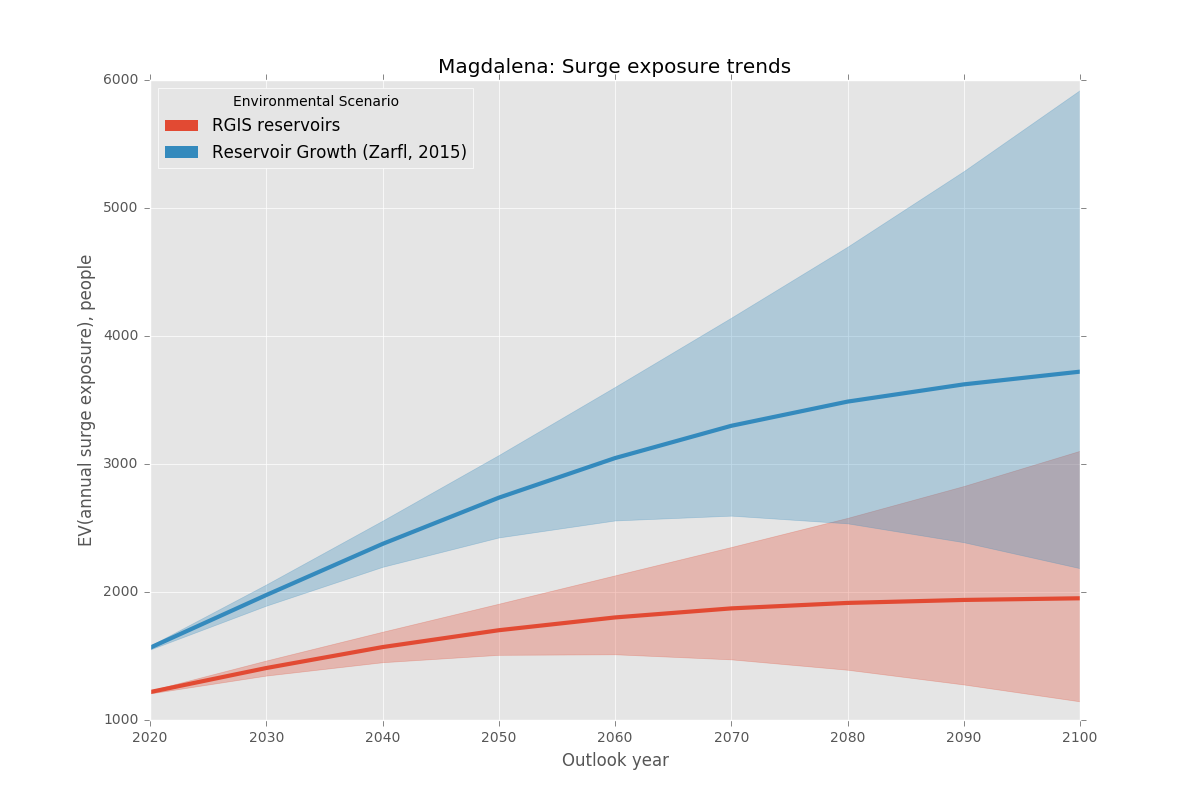 Magdalena: Surge exposure trends
Environmental Scenario
RGIS reservoirs
Reservoir Growth (Zarfl, 2015)
EV(annual surge exposure), people
6000
5000
4000
3000
2000
1000
2020 2030 2040 2050 2060 2070 2080 2090 2100
Outlook year